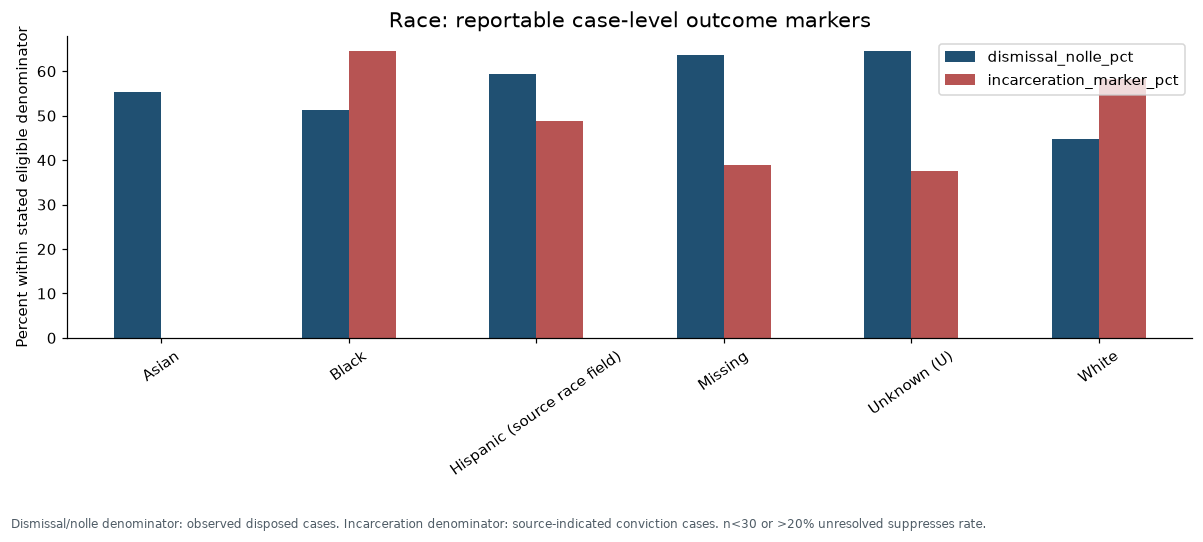 Race: reportable case-level outcome markers
dismissal_nolle_pct
incarceration_marker_pct
Percent within stated eligible denominator
60
50
40
30
20
10
0
Asian
Black
Hispanic (source race field)
Missing
Unknown (U)
White
Dismissal/nolle denominator: observed disposed cases. Incarceration denominator: source-indicated conviction cases. n<30 or >20% unresolved suppresses rate.